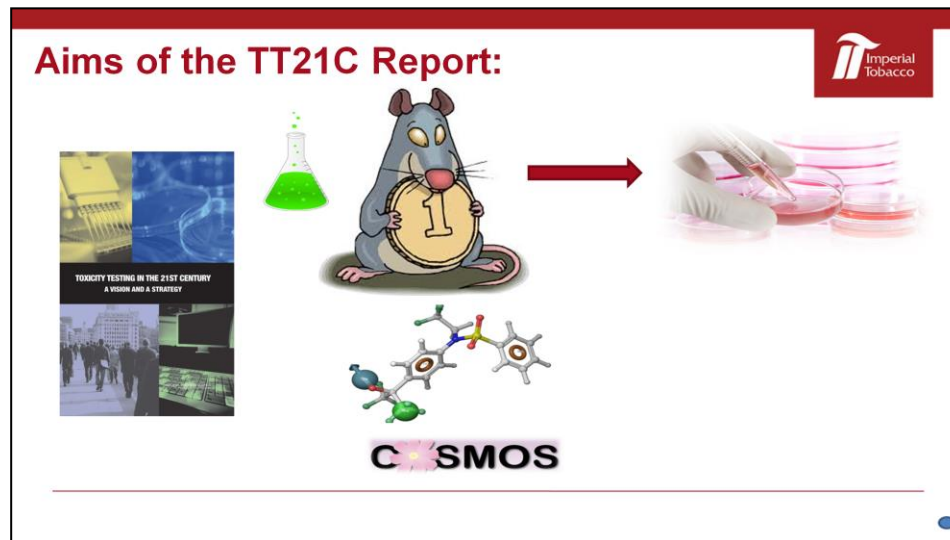 Aims of the TT21C Report:
Imperial
Tobacco
1
TOXICITY TESTING IN THE 21ST CENTURY
A VISION AND A STRATEGY
COSMOS